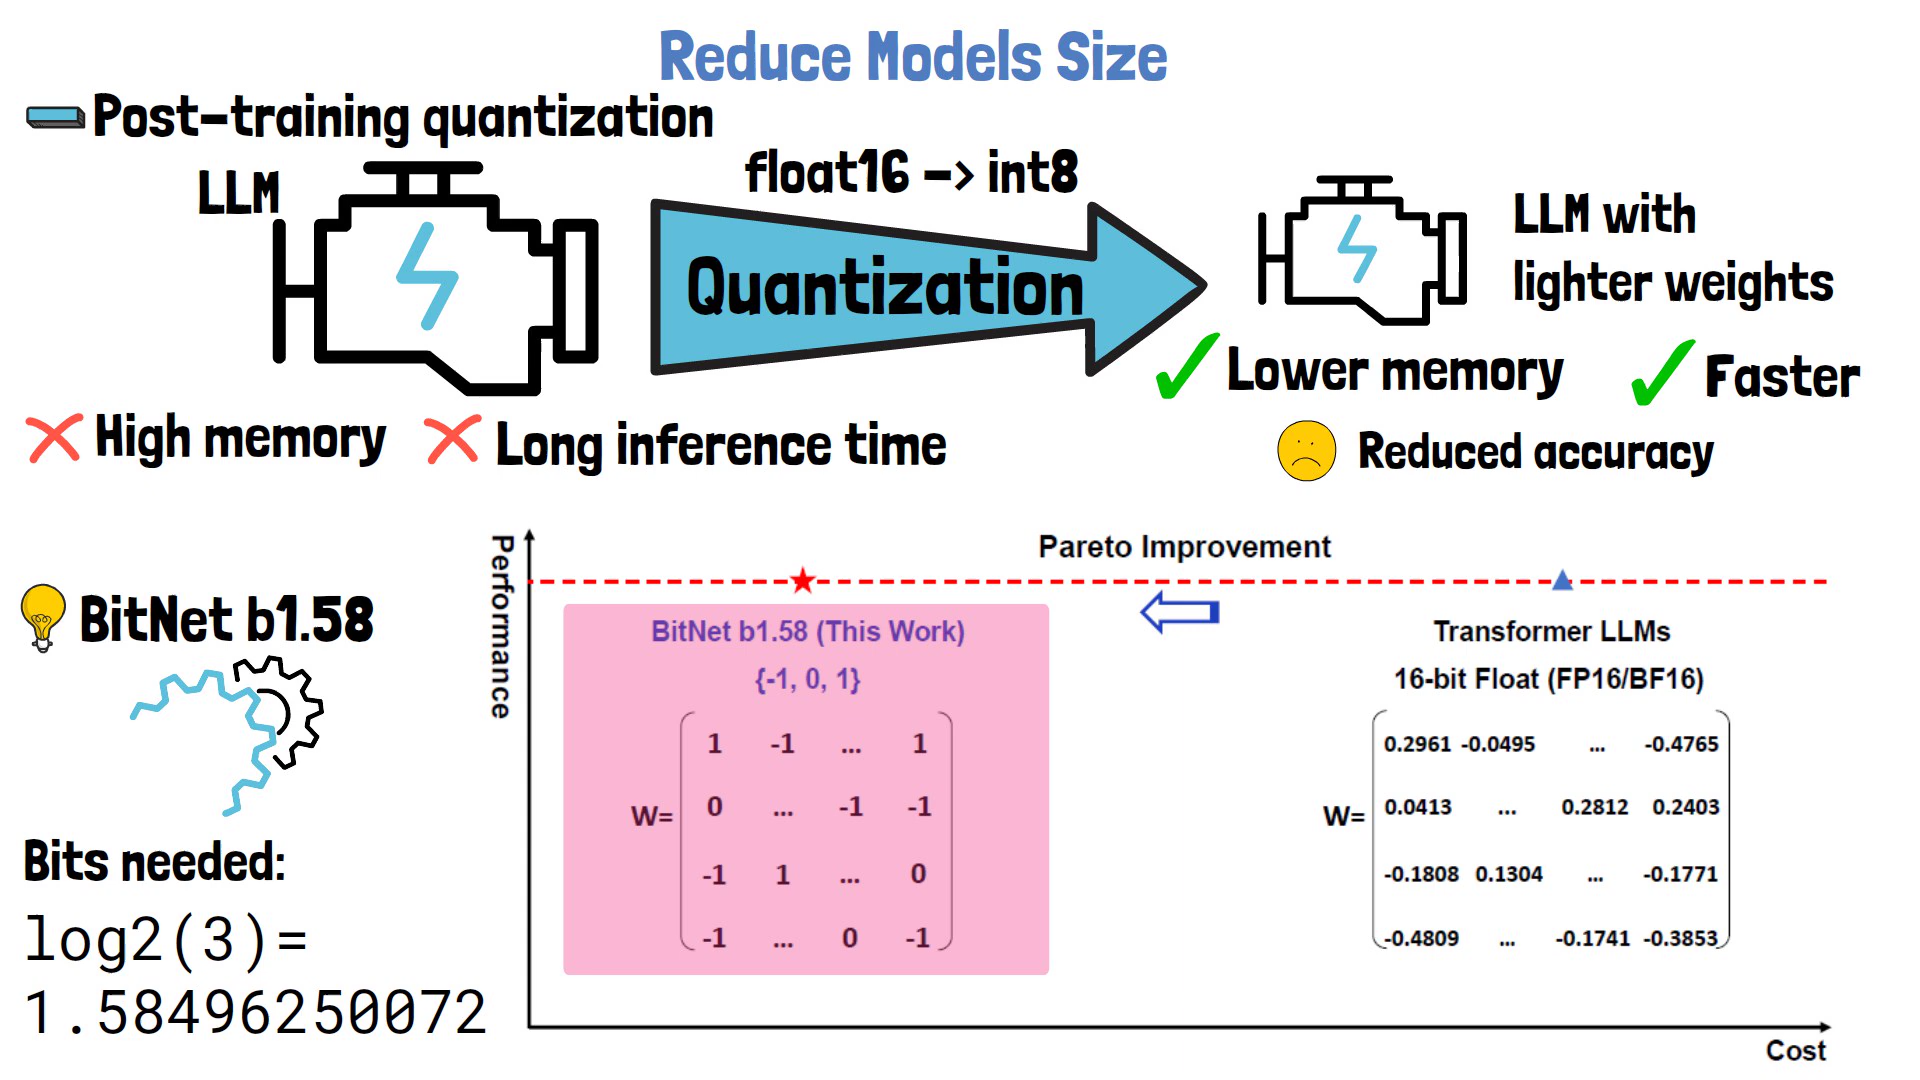 Reduce Models Size
Post-training quantization
LLM
float16 -> int8
Quantization
LLM with
lighter weights
Lower memory
Faster
High memory
Long inference time
Reduced accuracy
BitNet b1.58
Bits needed:
log2(3)=
1.58496250072
Performance
Pareto Improvement
BitNet b1.58 (This Work)
{-1, 0, 1}
W=
1 -1 ... 1
0 ... -1 -1
-1 1 ... 0
-1 ... 0 -1
Transformer LLMs
16-bit Float (FP16/BF16)
W=
0.2961 -0.0495 ... -0.4765
0.0413 ... 0.2812 0.2403
-0.1808 0.1304 ... -0.1771
-0.4809 ... -0.1741 -0.3853
Cost